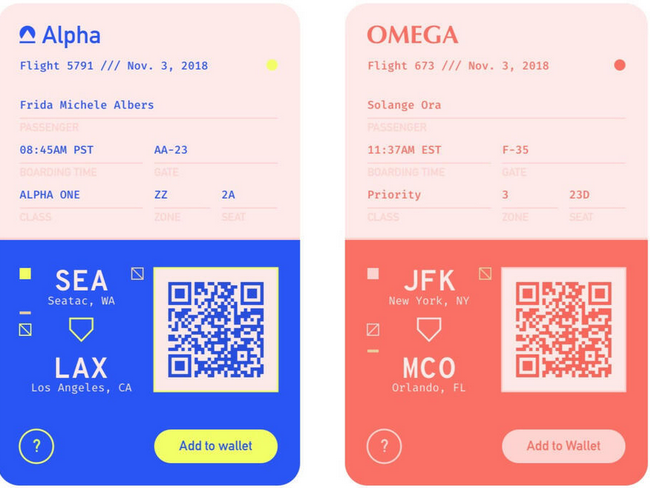 Alpha
Flight 5791 /// Nov. 3, 2018
Frida Michele Albers
PASSENGER
08:45AM PST AA-23
BOARDING TIME GATE
ALPHA ONE ZZ 2A
CLASS ZONE SEAT
SEA
Seatac, WA
LAX
Los Angeles, CA
?
Add to wallet
OMEGA
Flight 673 /// Nov. 3, 2018
Solange Ora
PASSENGER
11:37AM EST F-35
BOARDING TIME GATE
Priority 3 23D
CLASS ZONE SEAT
JFK
New York, NY
MCO
Orlando, FL
?
Add to Wallet